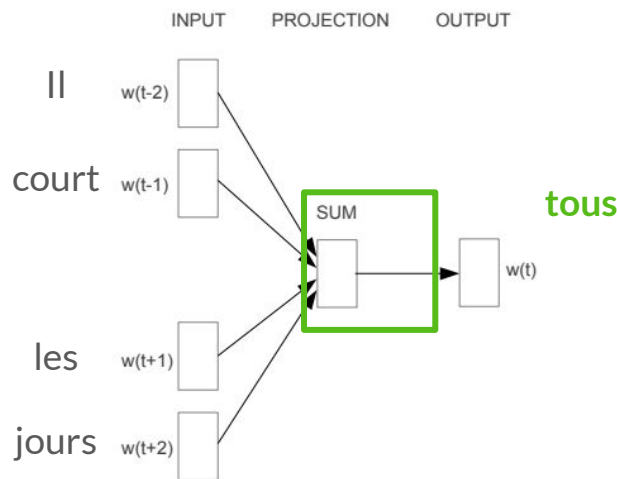 INPUT PROJECTION OUTPUT
Il w(t-2)
court w(t-1)
SUM
tous
w(t)
les w(t+1)
jours w(t+2)